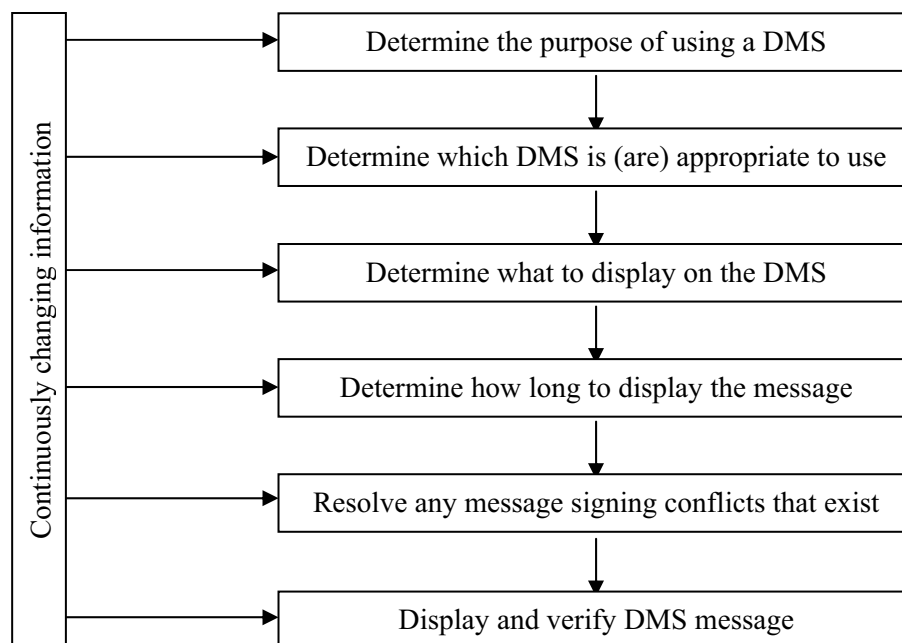 Continuously changing information
Determine the purpose of using a DMS
Determine which DMS is (are) appropriate to use
Determine what to display on the DMS
Determine how long to display the message
Resolve any message signing conflicts that exist
Display and verify DMS message